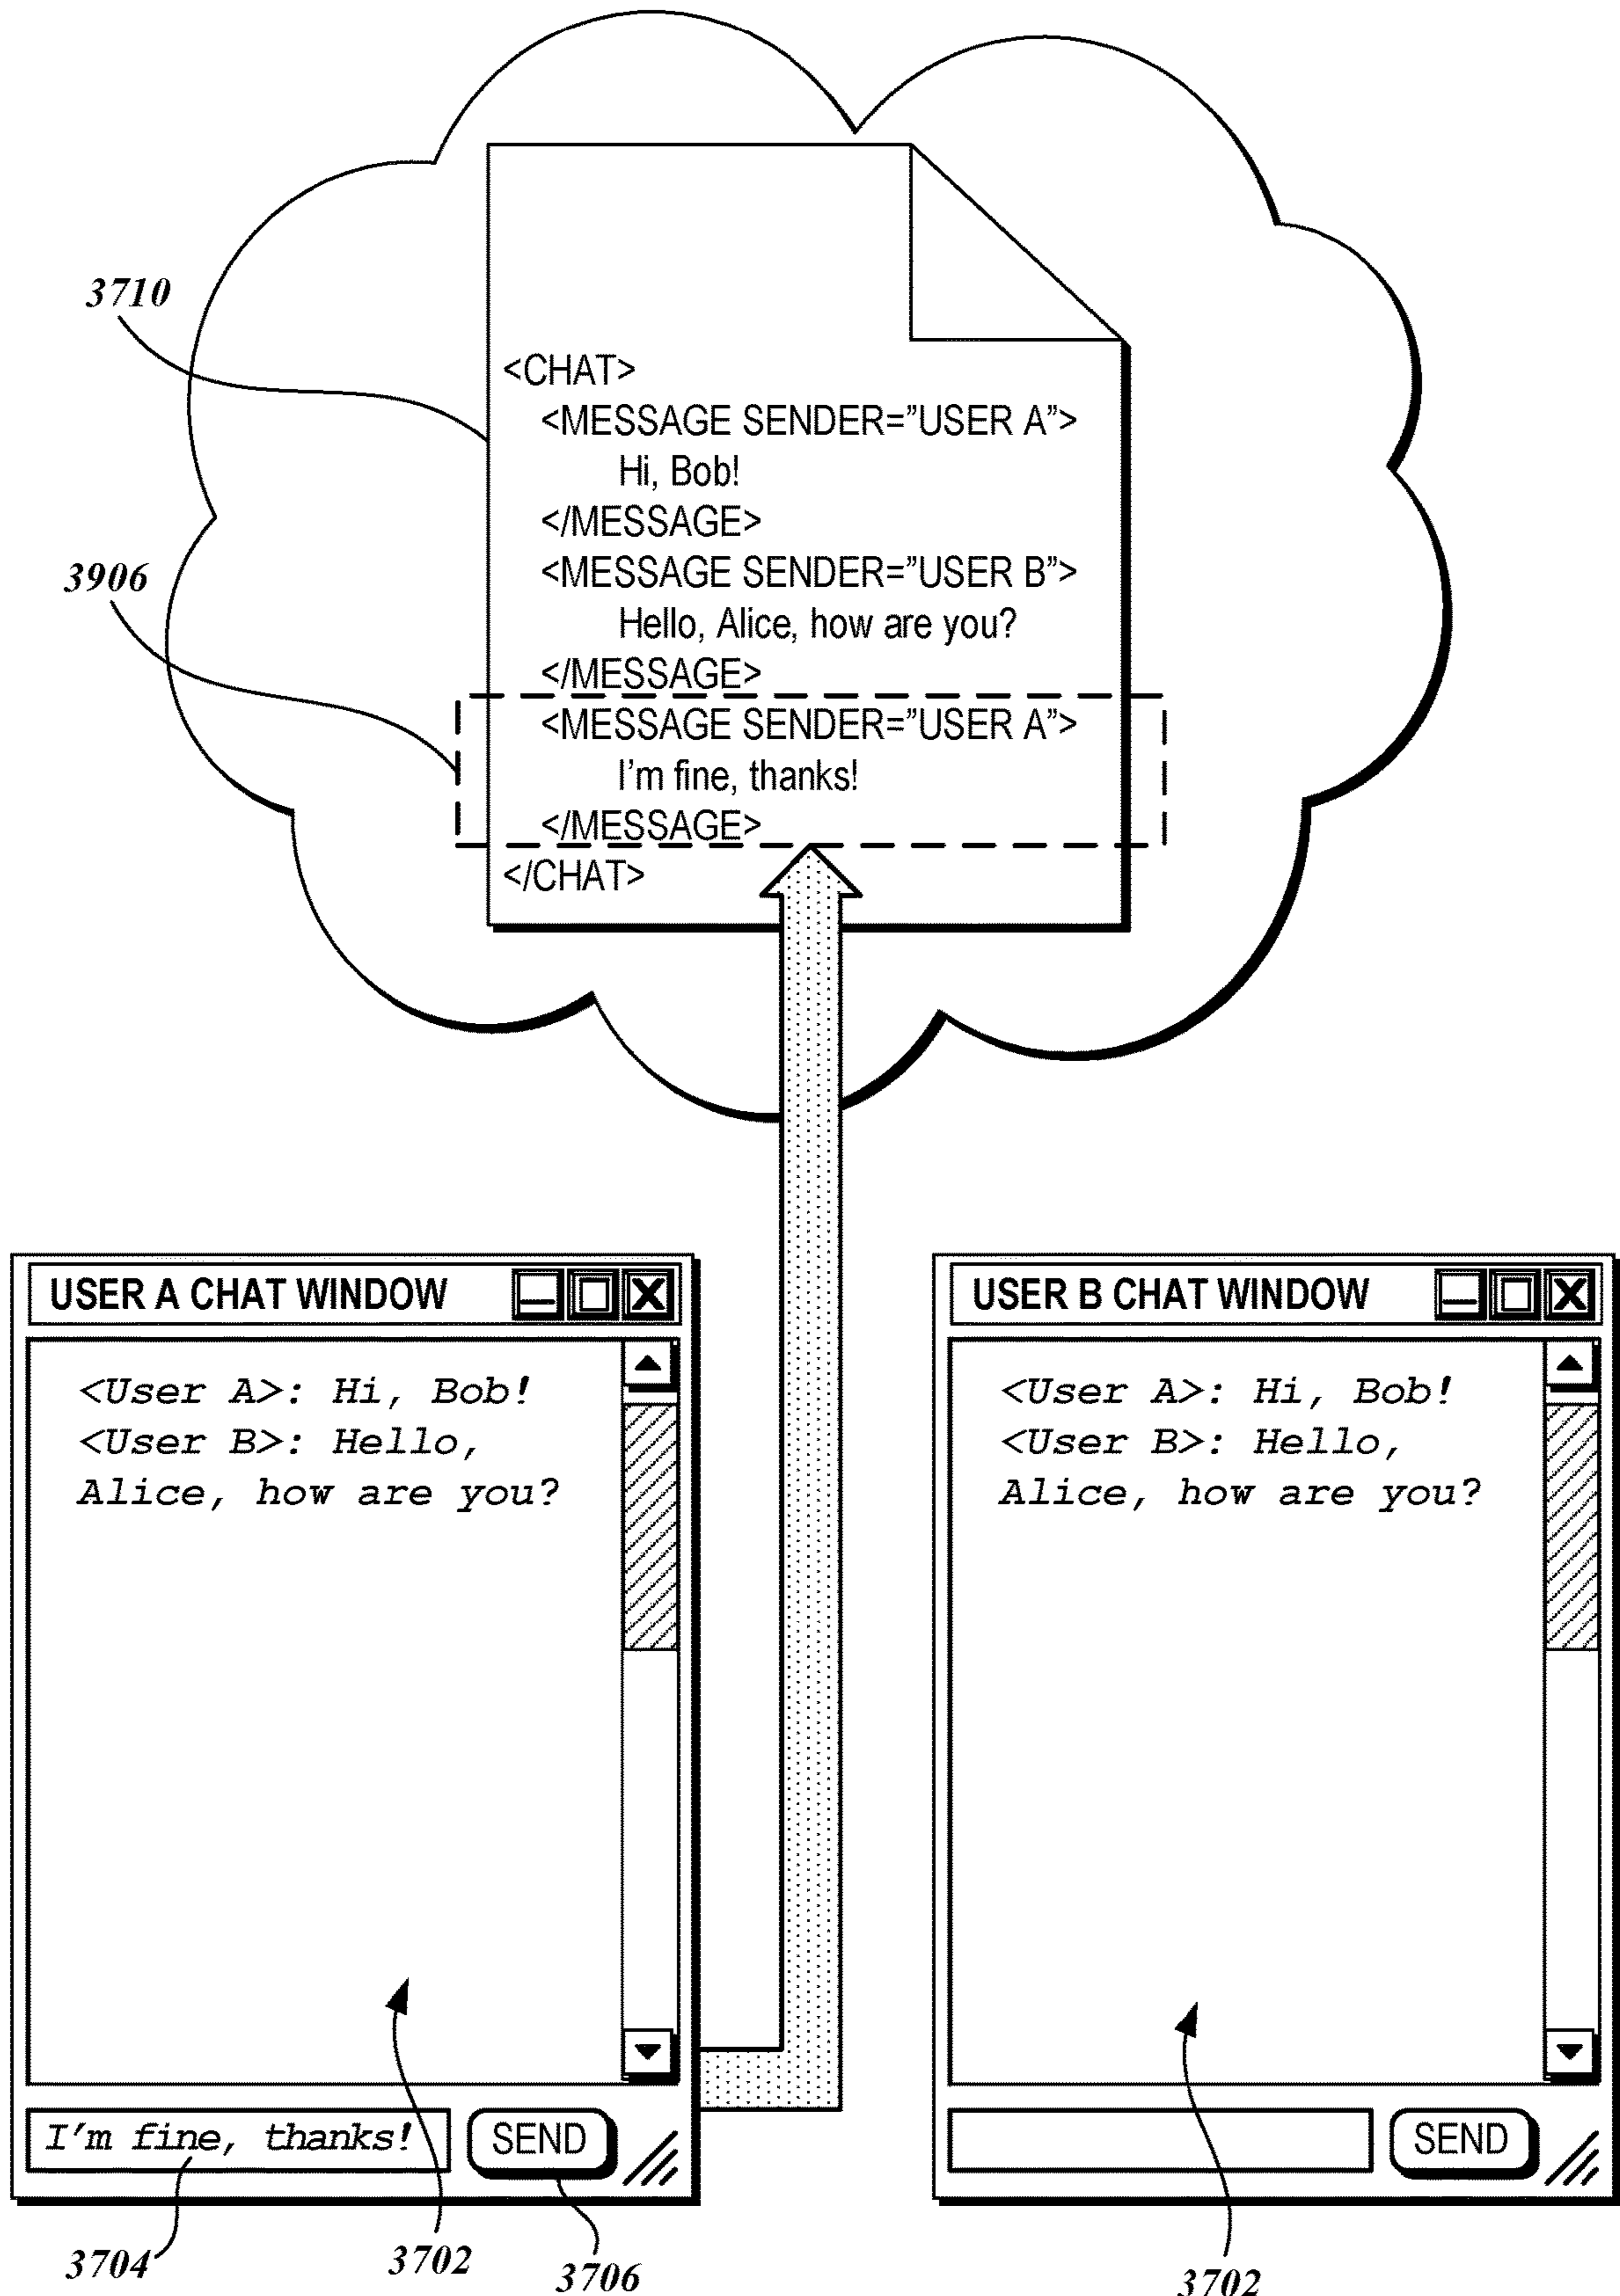 3710
<CHAT>
<MESSAGE SENDER=”USER A”>
Hi, Bob!
</MESSAGE>
3906
<MESSAGE SENDER=”USER B”>
Hello, Alice, how are you?
</MESSAGE>
<MESSAGE SENDER=”USER A”>
I'm fine, thanks!
</MESSAGE>
</CHAT>
USER A CHAT WINDOW
<User A>: Hi, Bob!
<User B>: Hello,
Alice, how are you?
I'm fine, thanks!
SEND
3704
3702
3706
USER B CHAT WINDOW
<User A>: Hi, Bob!
<User B>: Hello,
Alice, how are you?
SEND
3702